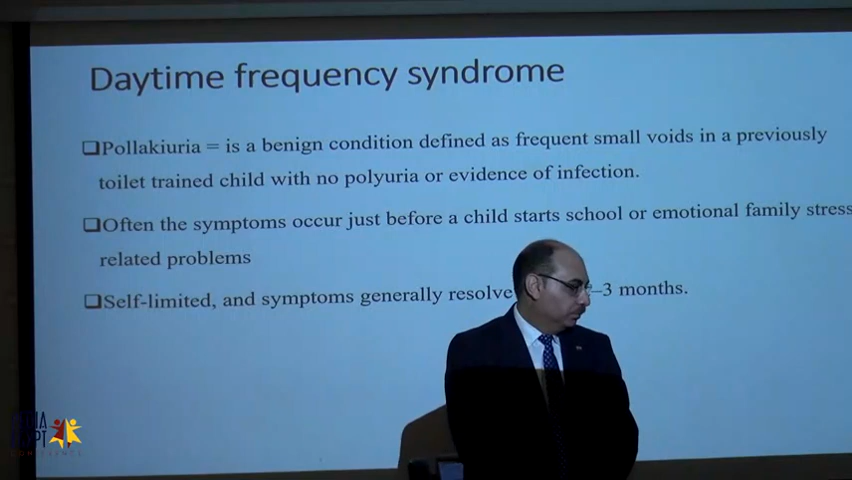 Daytime frequency syndrome
❑Pollakiuria = is a benign condition defined as frequent small voids in a previously
toilet trained child with no polyuria or evidence of infection.
❑Often the symptoms occur just before a child starts school or emotional family stress
related problems
❑Self-limited, and symptoms generally resolve –3 months.